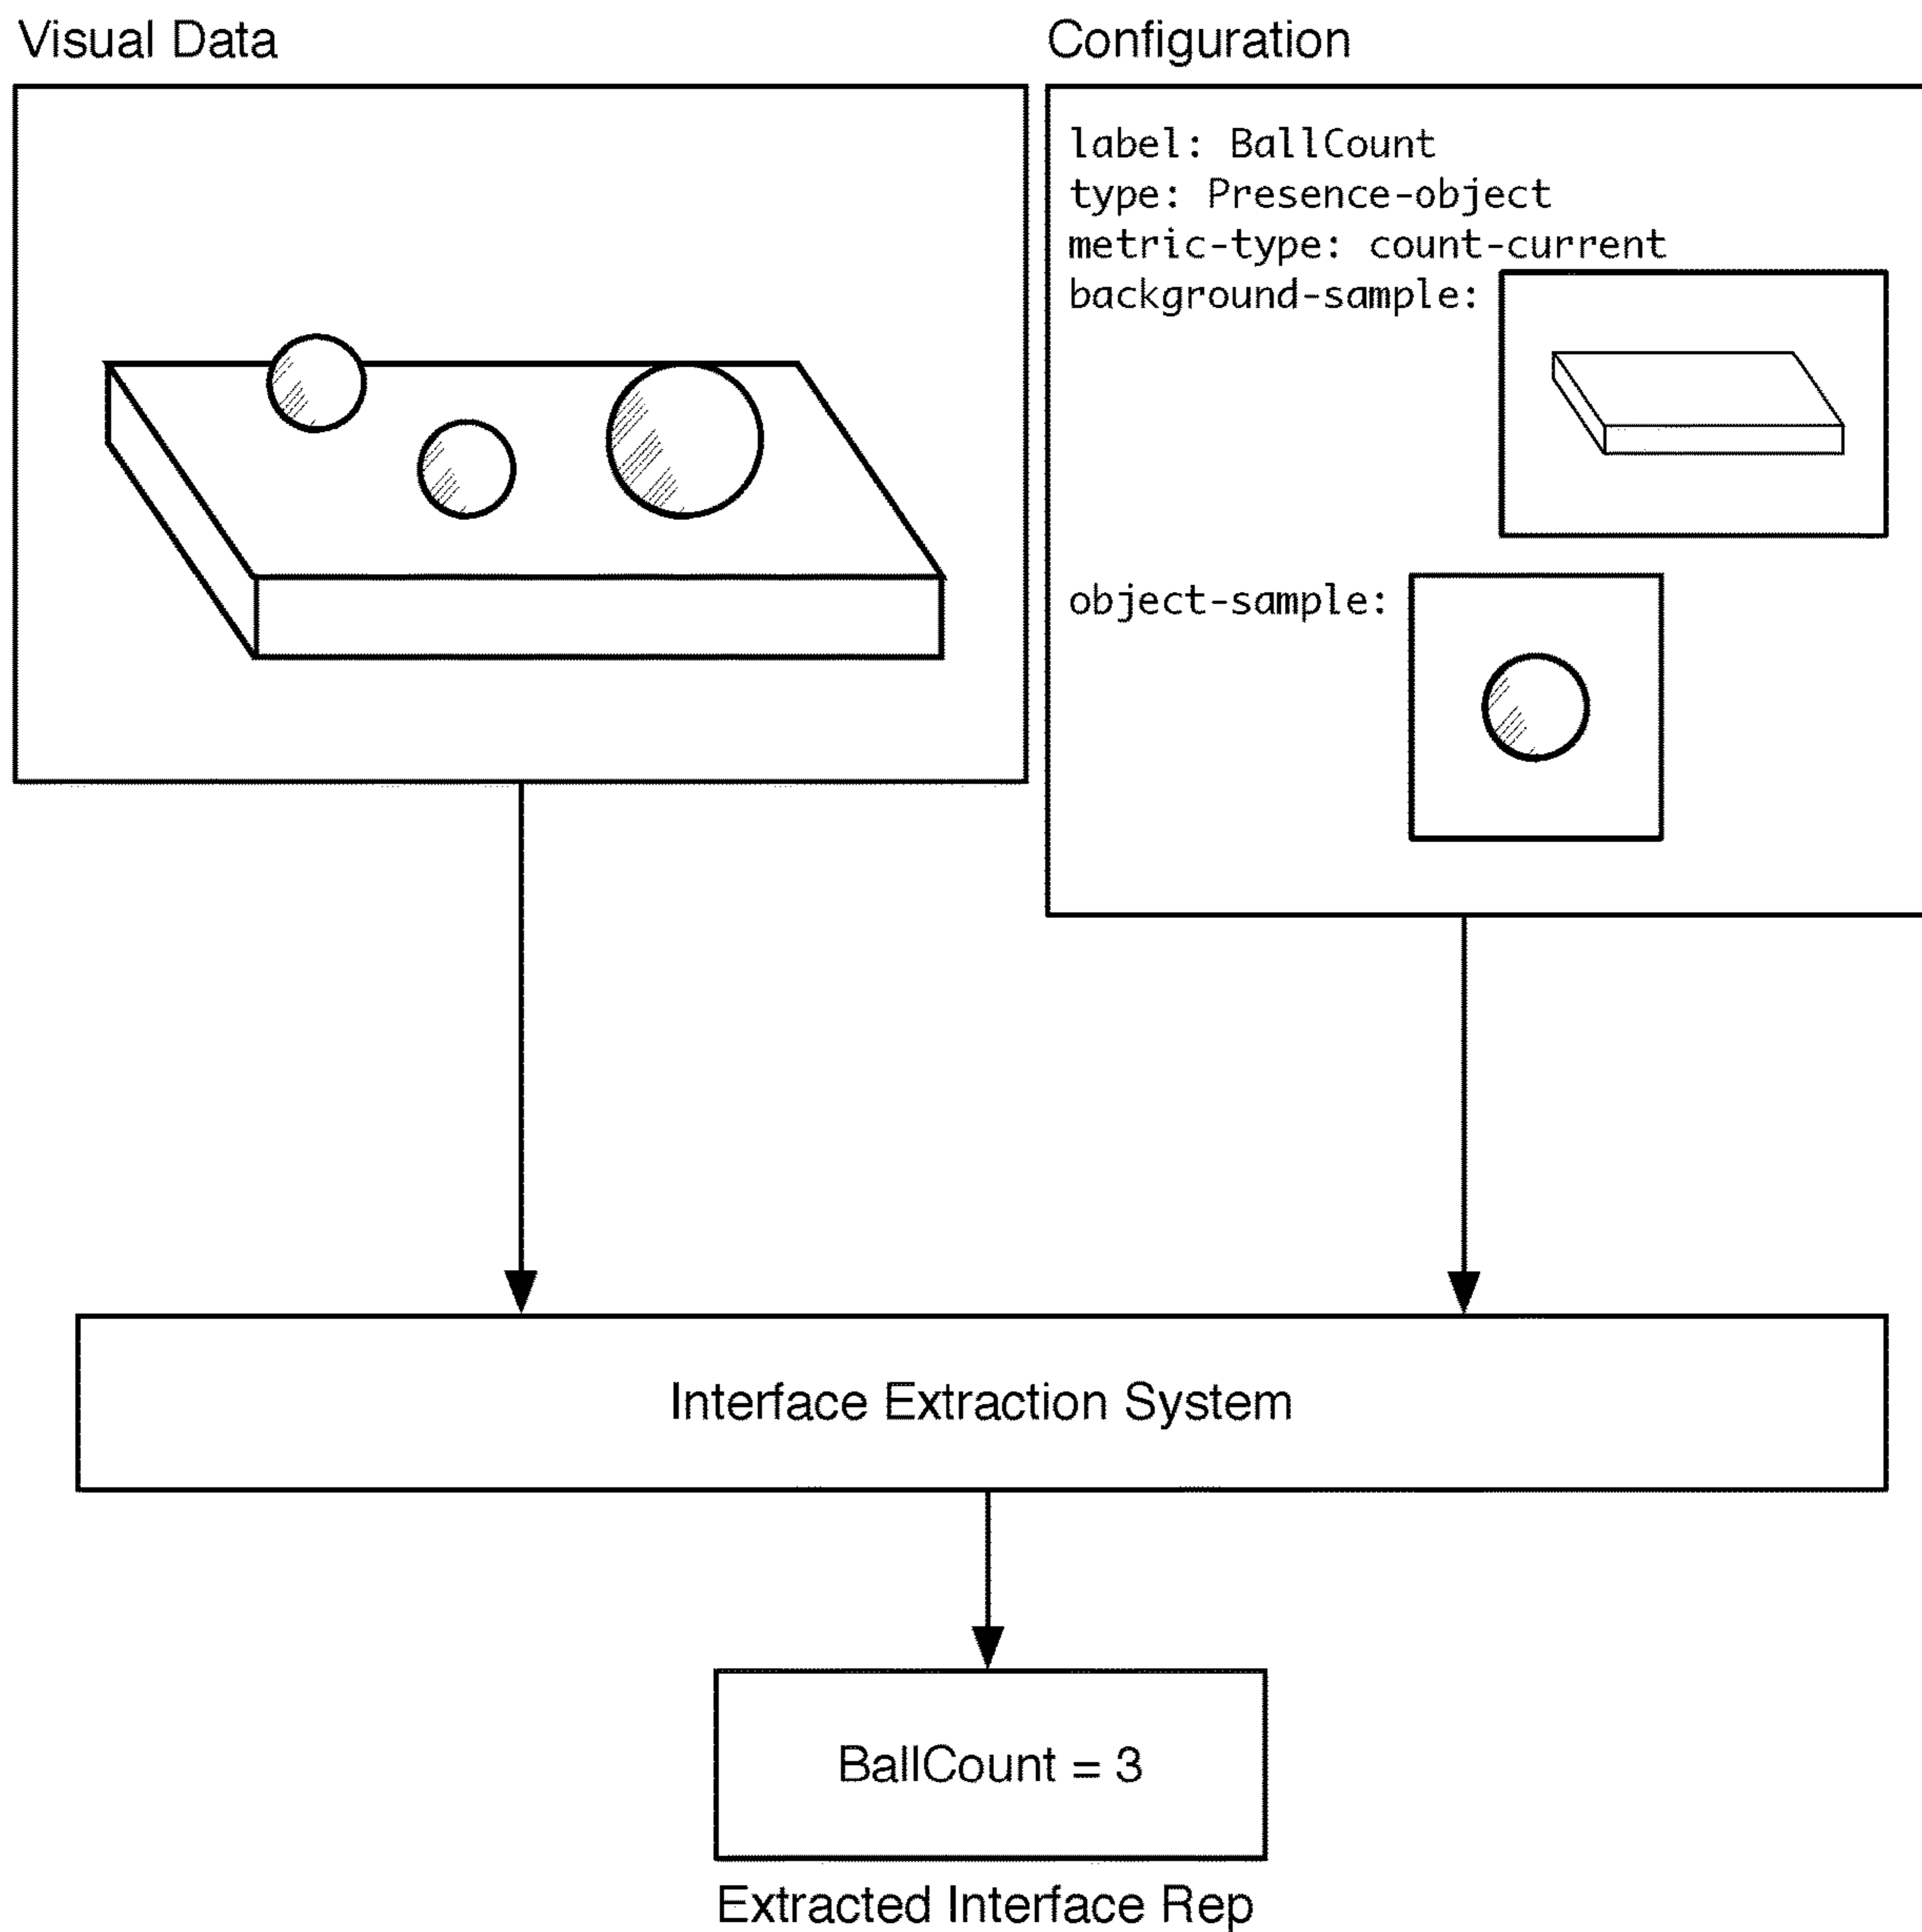 Visual Data
Configuration
label: BallCount
type: Presence-object
metric-type: count-current
background-sample:
object-sample:
Interface Extraction System
BallCount = 3
Extracted Interface Rep